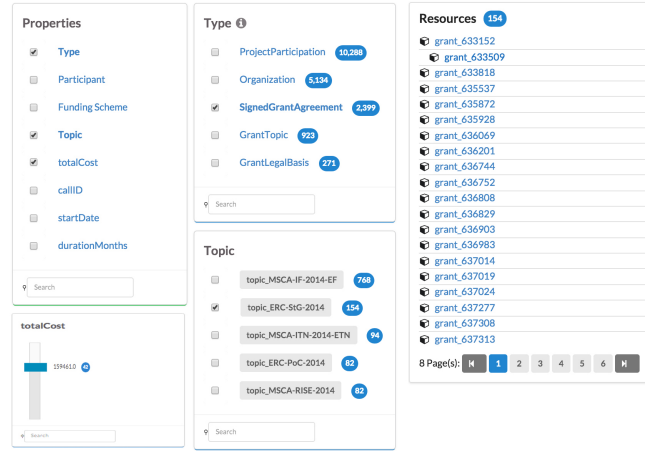 Properties
Type
Participant
Funding Scheme
Topic
totalCost
callID
startDate
durationMonths
Search
totalCost
159461.0
Search
Type
ProjectParticipation 10,288
Organization 5,134
SignedGrantAgreement 2,399
GrantTopic 923
GrantLegalBasis 271
Search
Topic
topic_MSCA-IF-2014-EF 768
topic_ERC-StG-2014 154
topic_MSCA-ITN-2014-ETN 94
topic_ERC-PoC-2014 82
topic_MSCA-RISE-2014 82
Search
Resources 154
grant_633152
grant_633509
grant_633818
grant_635537
grant_635872
grant_635928
grant_636069
grant_636201
grant_636744
grant_636752
grant_636808
grant_636829
grant_636903
grant_636983
grant_637014
grant_637019
grant_637024
grant_637277
grant_637308
grant_637313
8 Page(s): 1 2 3 4 5 6